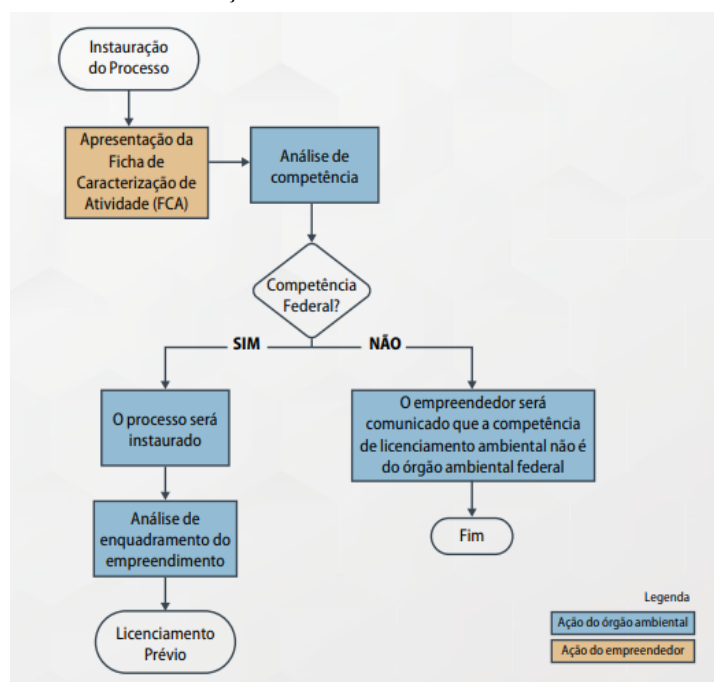 Instauração
do Processo
Apresentação da
Ficha de
Caracterização de
Atividade (FCA)
Análise de
competência
Competência
Federal?
SIM
NÃO
O processo será
instaurado
O empreendedor será
comunicado que a competência
de licenciamento ambiental não é
do órgão ambiental federal
Análise de
enquadramento do
empreendimento
Fim
Licenciamento
Prévio
Legenda
Ação do órgão ambiental
Ação do empreendedor